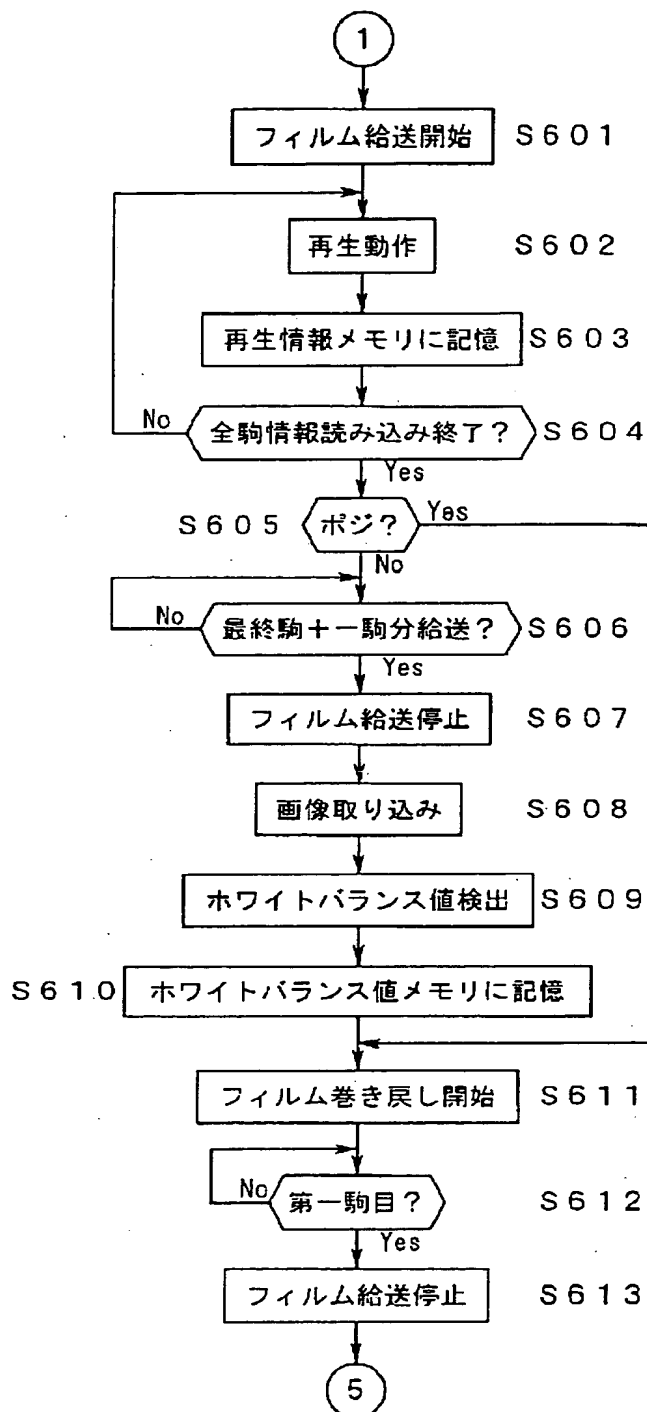 1
フィルム給送開始 S601
再生動作 S602
再生情報メモリに記憶 S603
No 全駒情報読み込み終了? S604
Yes
S605 ポジ? Yes
No
No 最終駒+一駒分給送? S606
Yes
フィルム給送停止 S607
画像取り込み S608
ホワイトバランス値検出 S609
S610 ホワイトバランス値メモリに記憶
フィルム巻き戻し開始 S611
No 第一駒目? S612
Yes
フィルム給送停止 S613
5